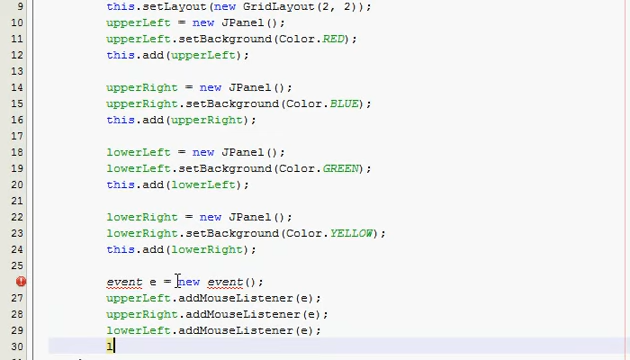 9 this.setLayout(new GridLayout(2, 2));
10 upperLeft = new JPanel();
11 upperLeft.setBackground(Color.RED);
12 this.add(upperLeft);
13
14 upperRight = new JPanel();
15 upperRight.setBackground(Color.BLUE);
16 this.add(upperRight);
17
18 lowerLeft = new JPanel();
19 lowerLeft.setBackground(Color.GREEN);
20 this.add(lowerLeft);
21
22 lowerRight = new JPanel();
23 lowerRight.setBackground(Color.YELLOW);
24 this.add(lowerRight);
25
event e = new event();
27 upperLeft.addMouseListener(e);
28 upperRight.addMouseListener(e);
29 lowerLeft.addMouseListener(e);
30 l